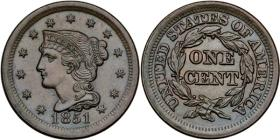 1851
UNITED STATES OF AMERICA
ONE
CENT